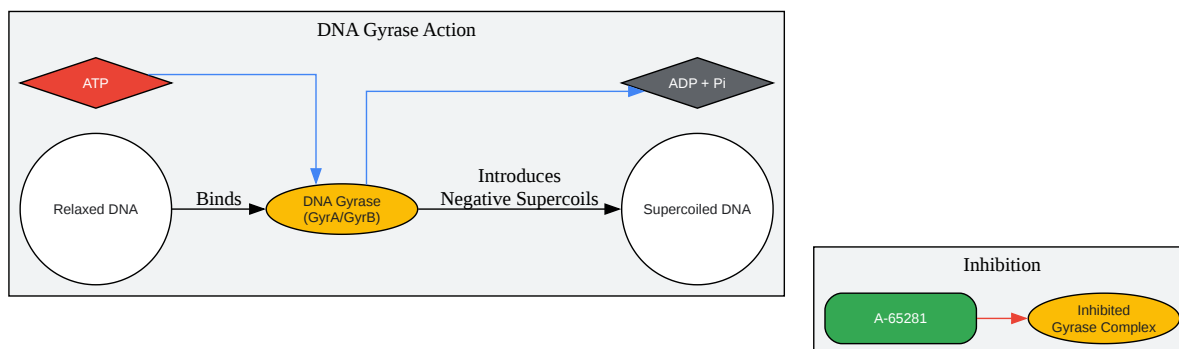 DNA Gyrase Action
ATP
ADP + Pi
Relaxed DNA
Binds
DNA Gyrase
(GyrA/GyrB)
Introduces
Negative Supercoils
Supercoiled DNA
Inhibition
A-65281
Inhibited
Gyrase Complex